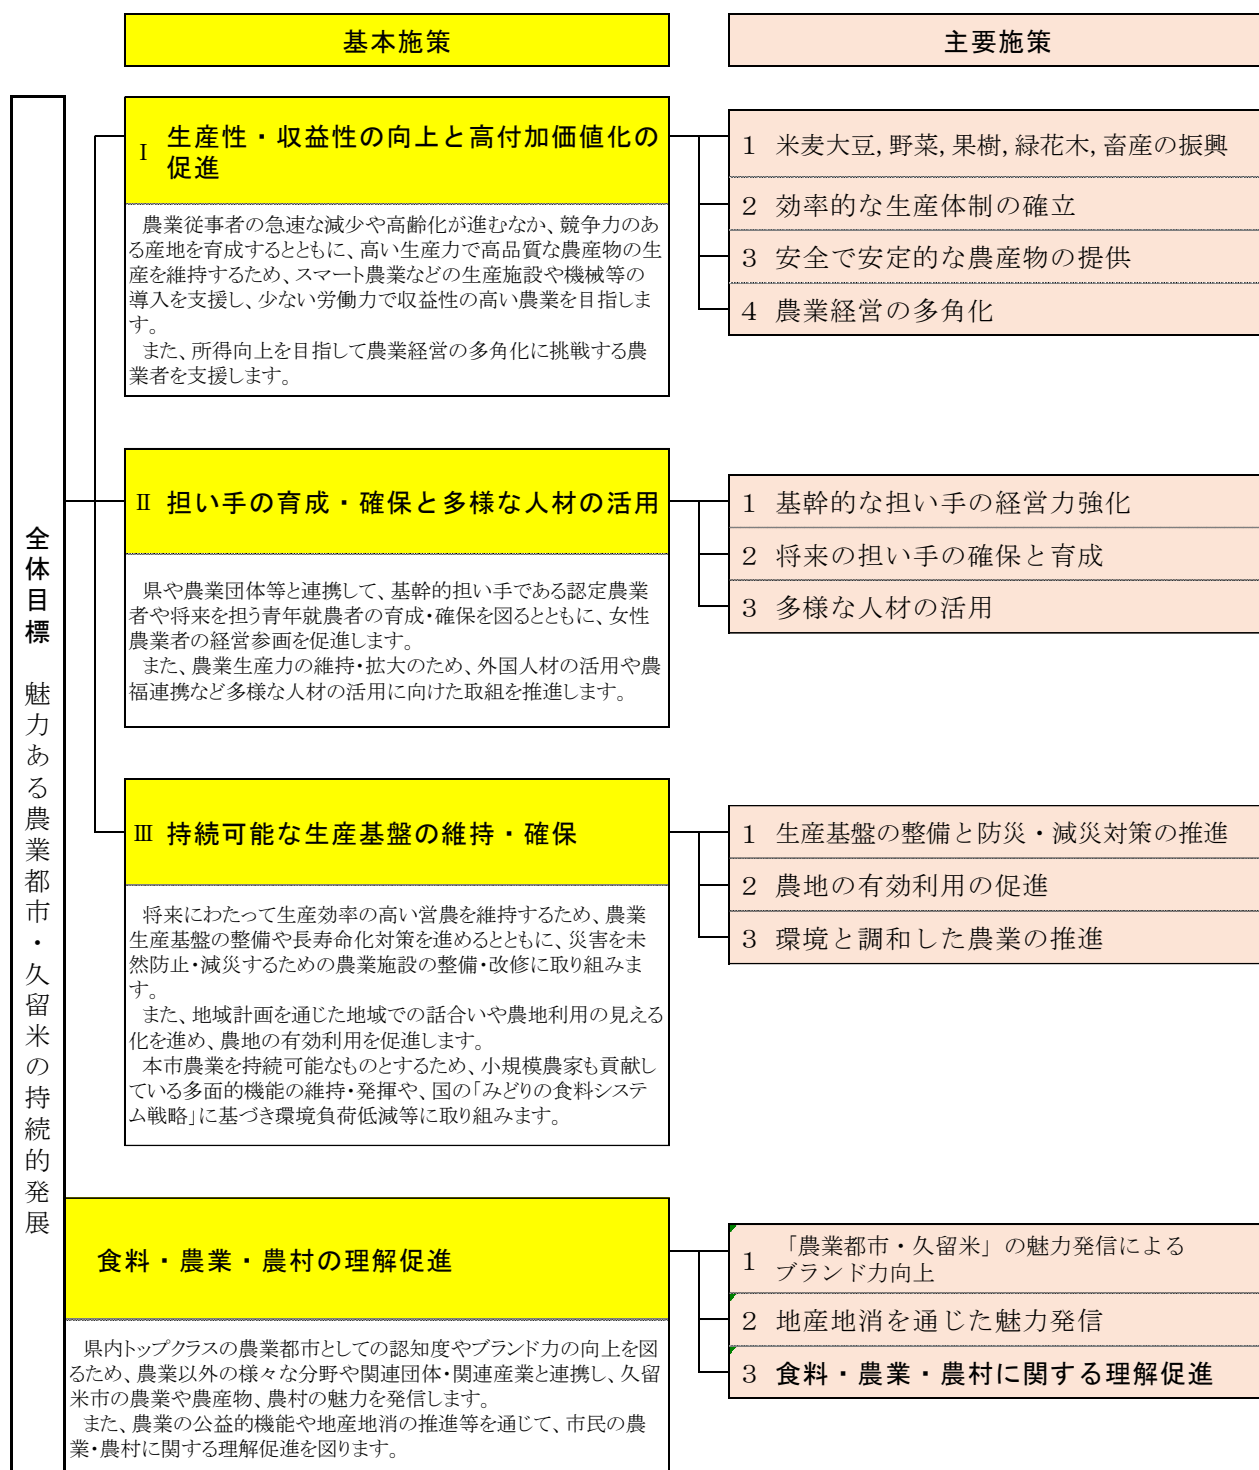 基本施策
主要施策
全体目標 魅力ある農業都市・久留米の持続的発展
Ⅰ 生産性・収益性の向上と高付加価値化の
促進
農業従事者の急速な減少や高齢化が進むなか、競争力のあ
る産地を育成するとともに、高い生産力で高品質な農産物の生
産を維持するため、スマート農業などの生産施設や機械等の
導入を支援し、少ない労働力で収益性の高い農業を目指しま
す。
また、所得向上を目指して農業経営の多角化に挑戦する農
業者を支援します。
1 米麦大豆,野菜,果樹,緑花木,畜産の振興
2 効率的な生産体制の確立
3 安全で安定的な農産物の提供
4 農業経営の多角化
Ⅱ 担い手の育成・確保と多様な人材の活用
県や農業団体等と連携して、基幹的担い手である認定農業
者や将来を担う青年就農者の育成・確保を図るとともに、女性
農業者の経営参画を促進します。
また、農業生産力の維持・拡大のため、外国人材の活用や農
福連携など多様な人材の活用に向けた取組を推進します。
1 基幹的な担い手の経営力強化
2 将来の担い手の確保と育成
3 多様な人材の活用
Ⅲ 持続可能な生産基盤の維持・確保
将来にわたって生産効率の高い営農を維持するため、農業
生産基盤の整備や長寿命化対策を進めるとともに、災害を未
然防止・減災するための農業施設の整備・改修に取り組みま
す。
また、地域計画を通じた地域での話合いや農地利用の見える
化を進め、農地の有効利用を促進します。
本市農業を持続可能なものとするため、小規模農家も貢献し
ている多面的機能の維持・発揮や、国の「みどりの食料システ
ム戦略」に基づき環境負荷低減等に取り組みます。
1 生産基盤の整備と防災・減災対策の推進
2 農地の有効利用の促進
3 環境と調和した農業の推進
食料・農業・農村の理解促進
県内トップクラスの農業都市としての認知度やブランド力の向上を図
るため、農業以外の様々な分野や関連団体・関連産業と連携し、久留
米市の農業や農産物、農村の魅力を発信します。
また、農業の公益的機能や地産地消の推進等を通じて、市民の農
業・農村に関する理解促進を図ります。
1 「農業都市・久留米」の魅力発信による
ブランド力向上
2 地産地消を通じた魅力発信
3 食料・農業・農村に関する理解促進